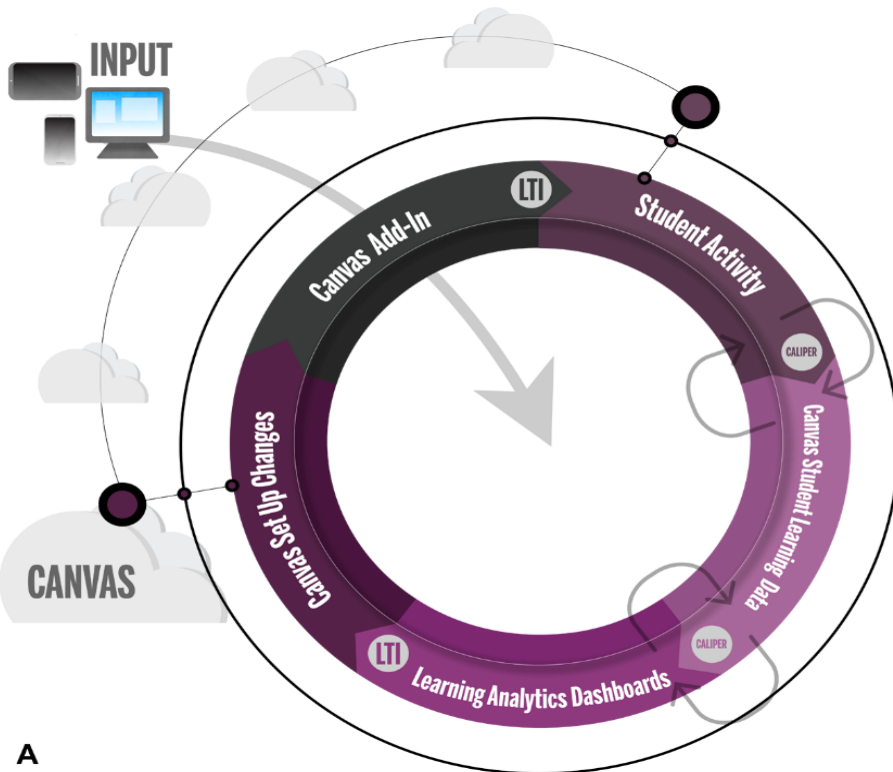 INPUT
LTI
Canvas Add-In
Student Activity
CALIPER
Canvas Student Learning Data
CALIPER
Learning Analytics Dashboards
LTI
Canvas Set Up Changes
CANVAS
A